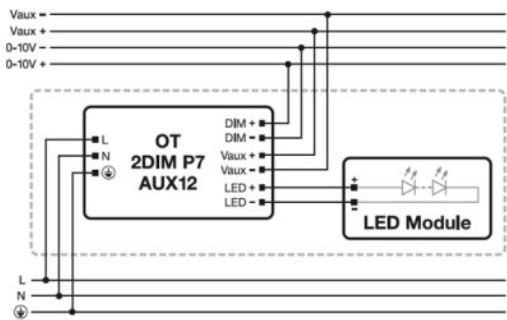 Vaux -
Vaux +
0-10V -
0-10V +
OT
2DIM P7
AUX12
L
N
DIM +
DIM -
Vaux +
Vaux -
LED +
LED -
+
-
LED Module
L
N